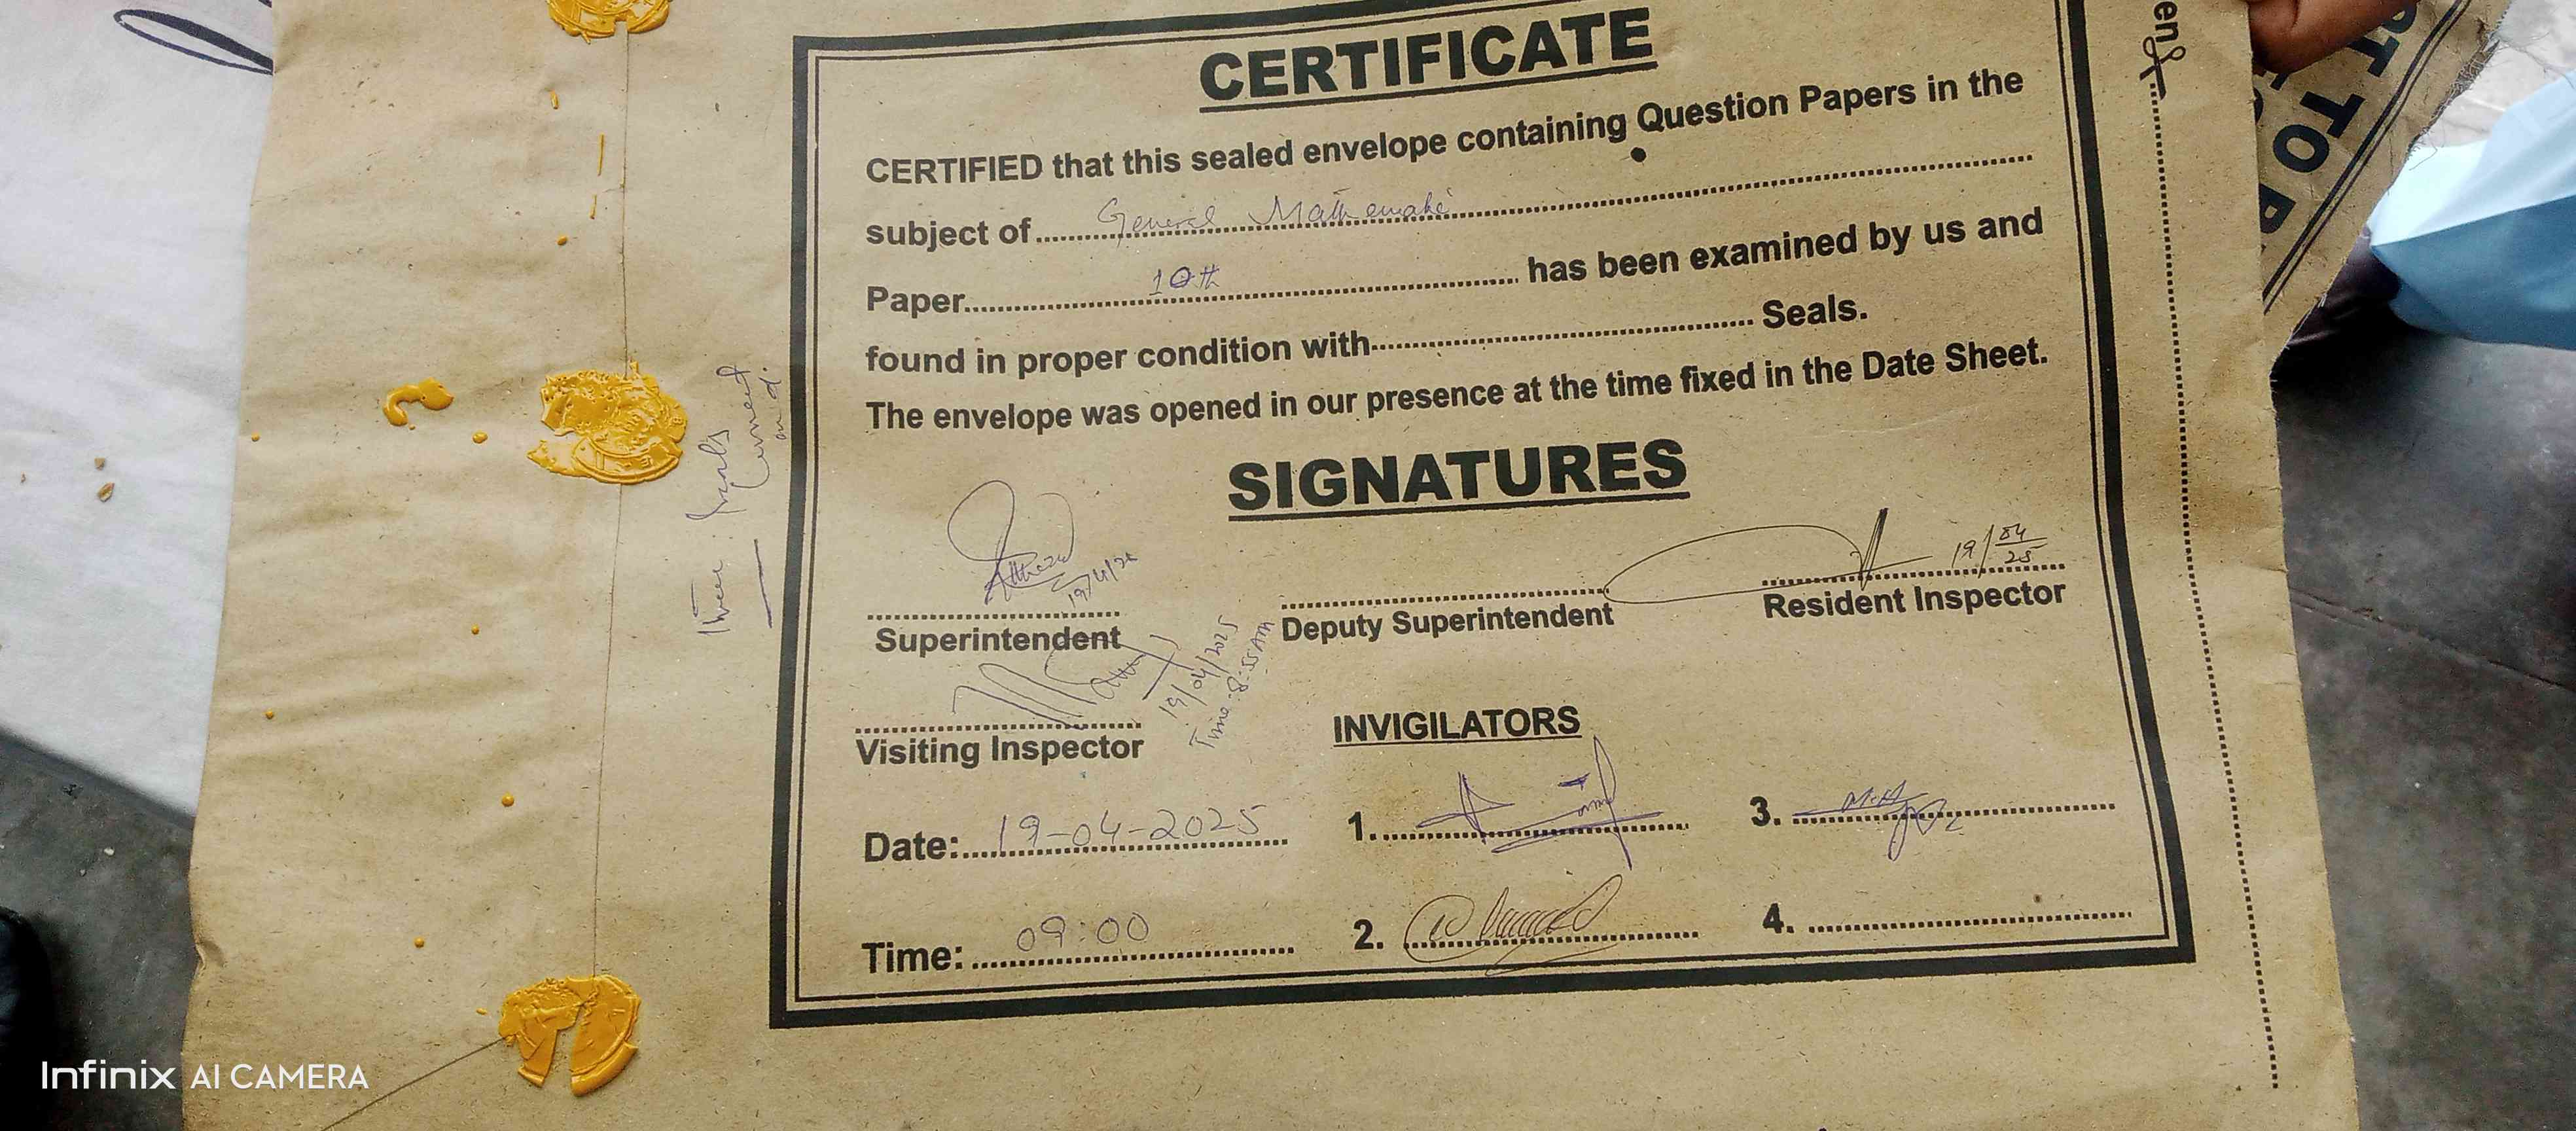 CERTIFICATE
CERTIFIED that this sealed envelope containing Question Papers in the
subject of General Mathematic
Paper 10th has been examined by us and
found in proper condition with Seals.
The envelope was opened in our presence at the time fixed in the Date Sheet.
SIGNATURES
19/04/25
Superintendent
Deputy Superintendent
Resident Inspector
19/04/2025
Time 8:55 AM
Visiting Inspector
INVIGILATORS
Date: 19-04-2025
1.
3.
Time: 09:00
2.
4.
Three
en
Infinix AI CAMERA